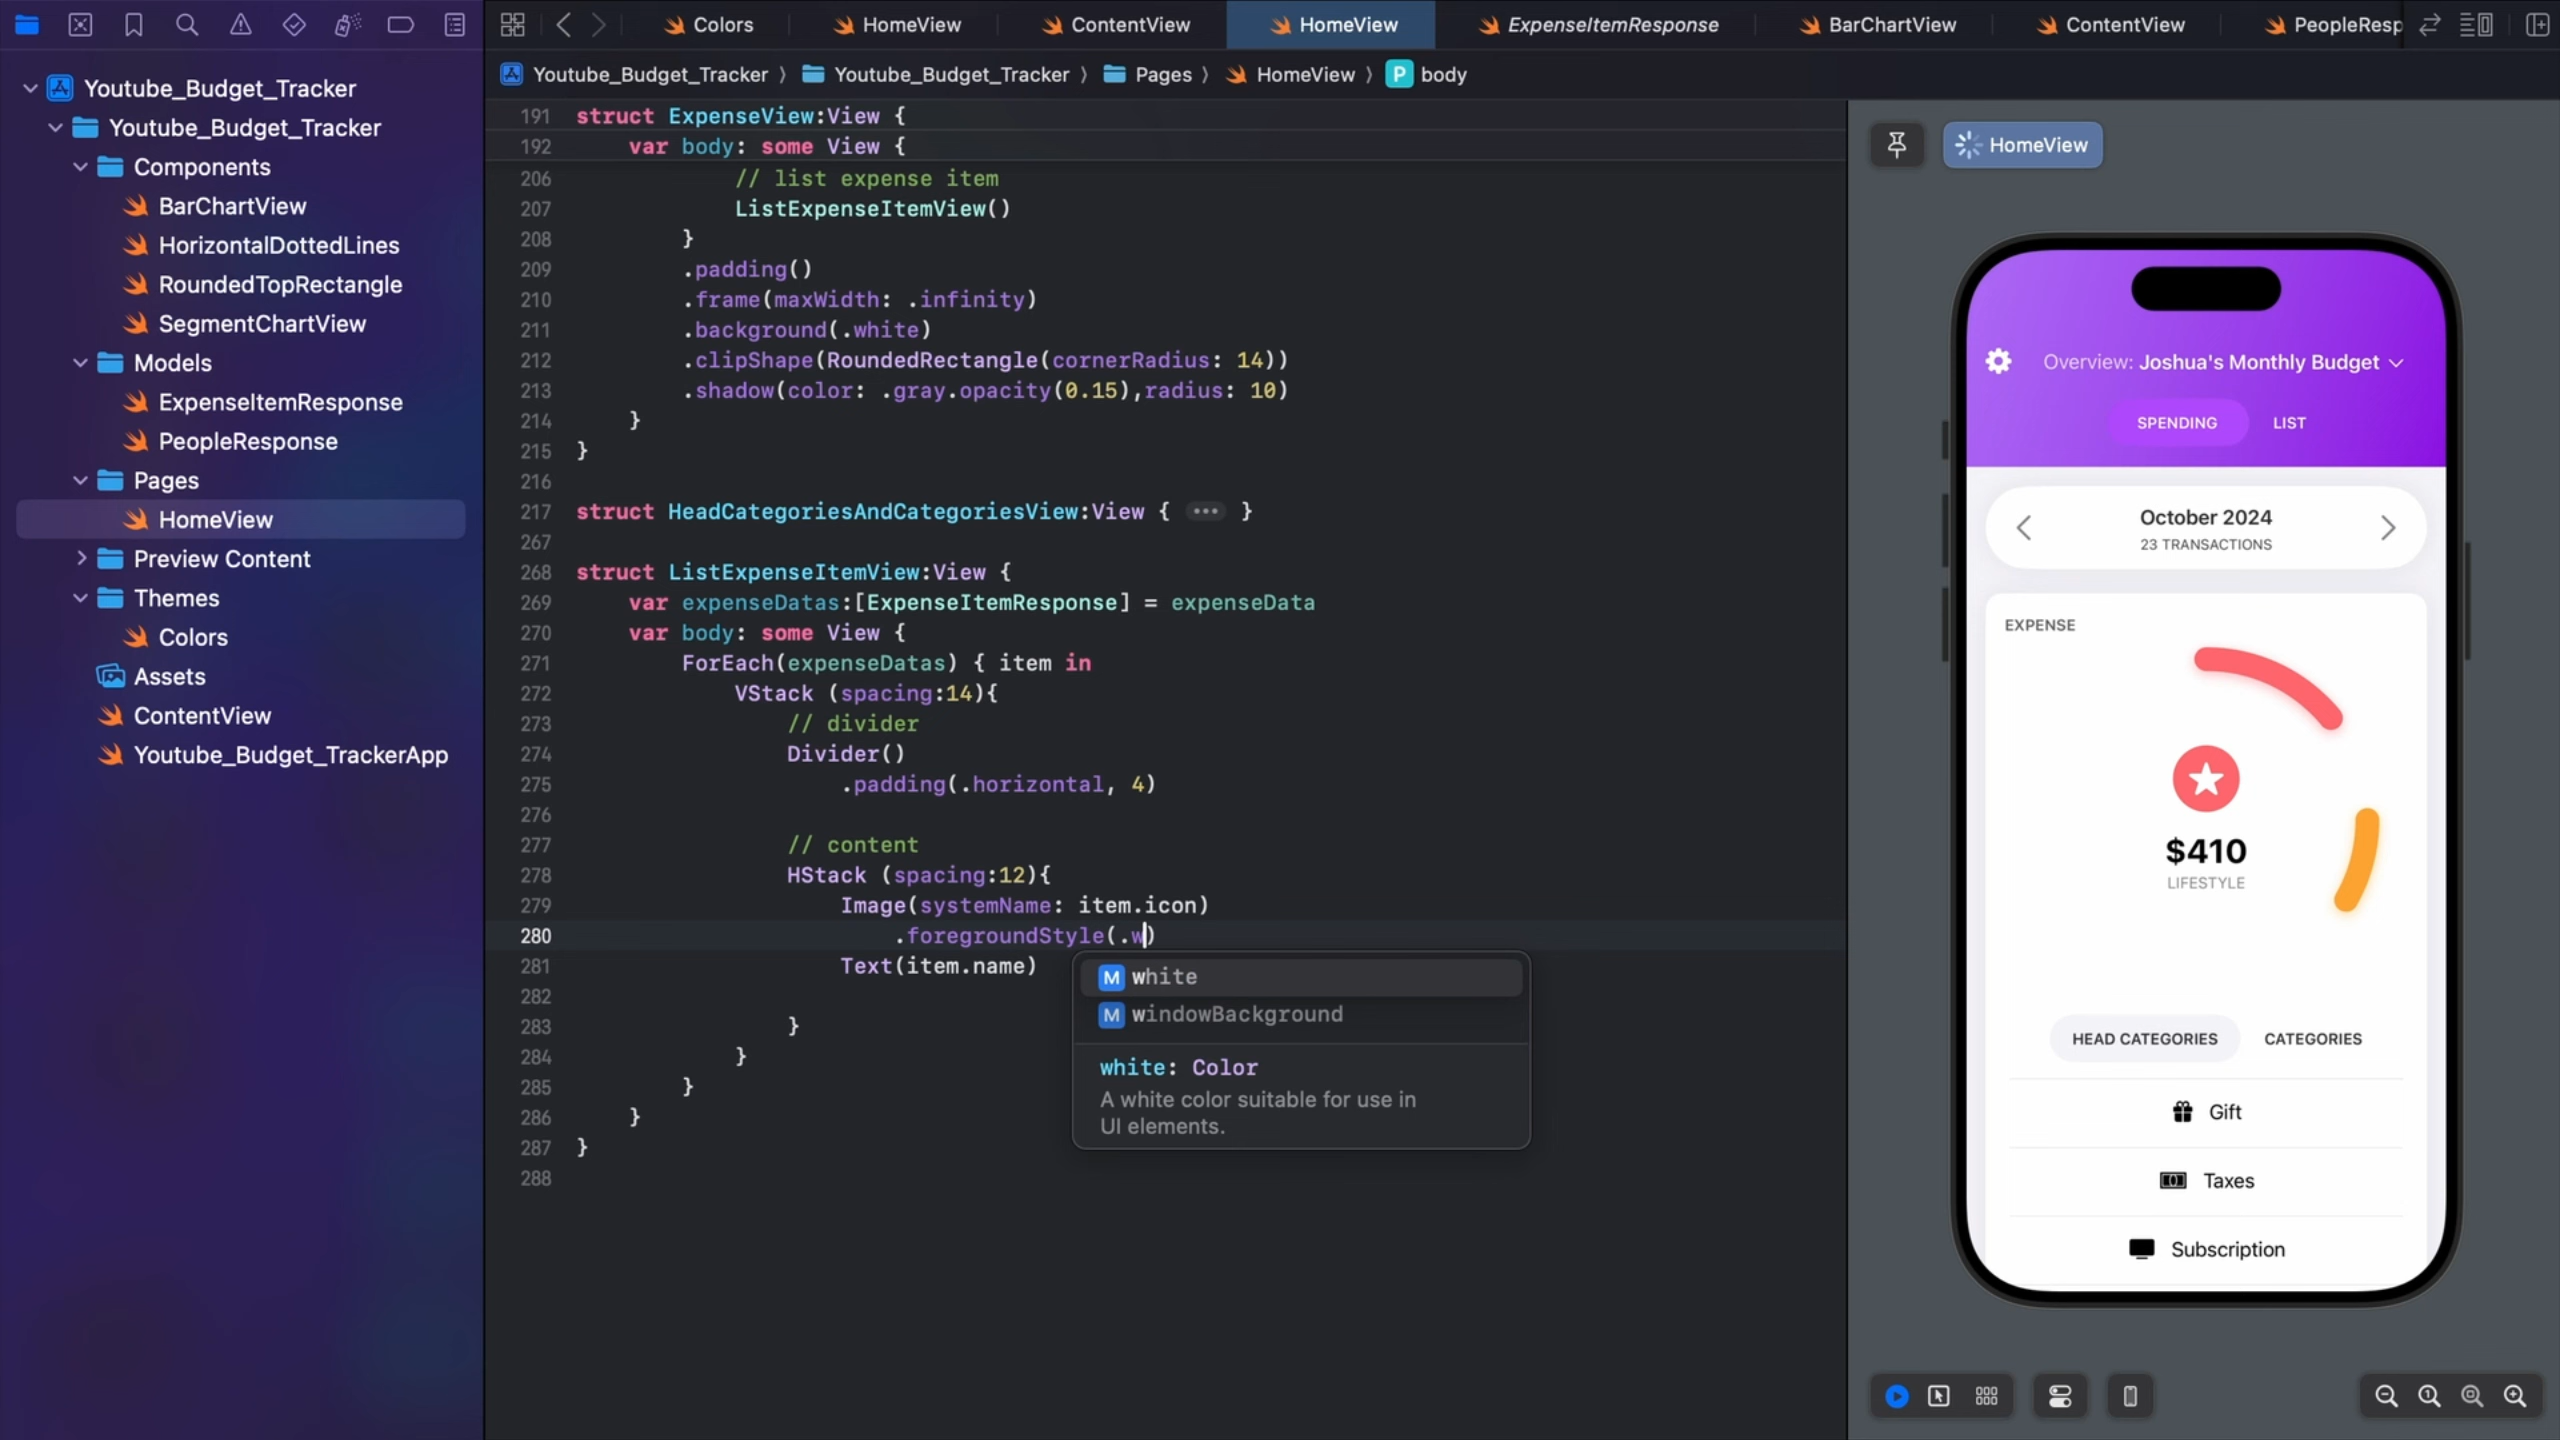 Colors
HomeView
ContentView
HomeView
ExpenseItemResponse
BarChartView
ContentView
PeopleResp
Youtube_Budget_Tracker
Youtube_Budget_Tracker
Components
BarChartView
HorizontalDottedLines
RoundedTopRectangle
SegmentChartView
Models
ExpenseItemResponse
PeopleResponse
Pages
HomeView
Preview Content
Themes
Colors
Assets
ContentView
Youtube_Budget_TrackerApp
Youtube_Budget_Tracker 〉 Youtube_Budget_Tracker 〉 Pages 〉 HomeView 〉 P body
191 struct ExpenseView:View {
192 var body: some View {
206 // list expense item
207 ListExpenseItemView()
208 }
209 .padding()
210 .frame(maxWidth: .infinity)
211 .background(.white)
212 .clipShape(RoundedRectangle(cornerRadius: 14))
213 .shadow(color: .gray.opacity(0.15),radius: 10)
214 }
215 }
216
217 struct HeadCategoriesAndCategoriesView:View { ••• }
267
268 struct ListExpenseItemView:View {
269 var expenseDatas:[ExpenseItemResponse] = expenseData
270 var body: some View {
271 ForEach(expenseDatas) { item in
272 VStack (spacing:14){
273 // divider
274 Divider()
275 .padding(.horizontal, 4)
276
277 // content
278 HStack (spacing:12){
279 Image(systemName: item.icon)
280 .foregroundStyle(.w)
281 Text(item.name)
282
283 }
284 }
285 }
286 }
287 }
288
M white
M windowBackground
white: Color
A white color suitable for use in
UI elements.
HomeView
Overview: Joshua's Monthly Budget
SPENDING
LIST
October 2024
23 TRANSACTIONS
EXPENSE
$410
LIFESTYLE
HEAD CATEGORIES
CATEGORIES
Gift
Taxes
Subscription